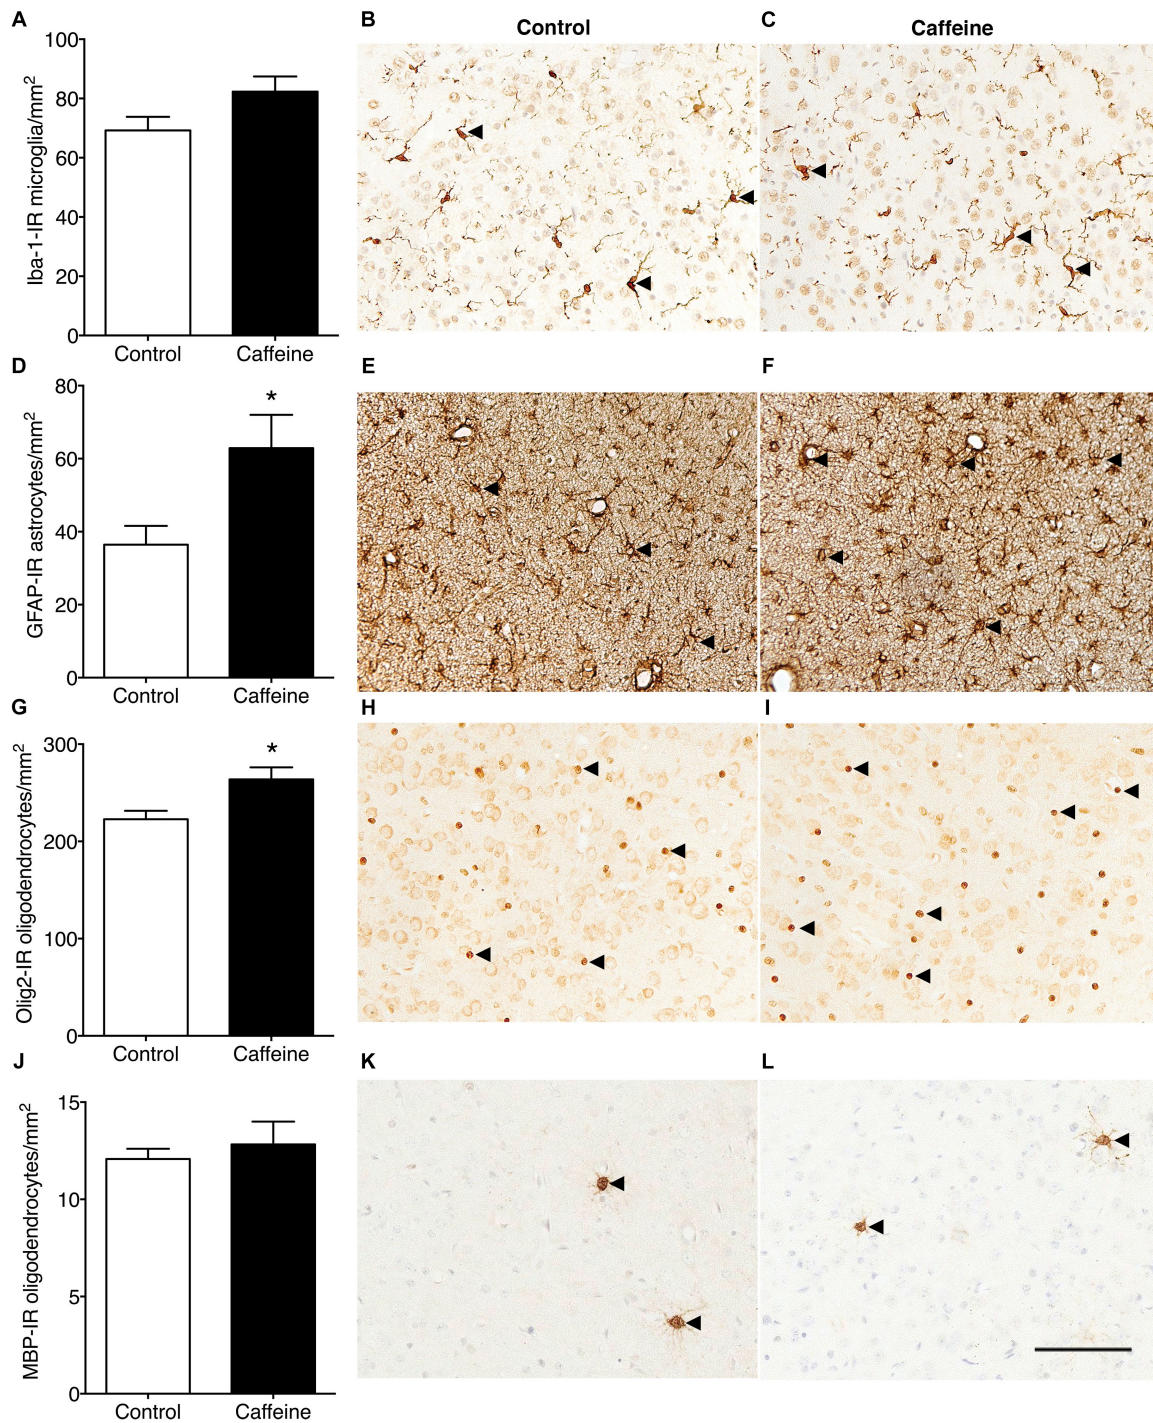 A
B
Control
C
Caffeine
100
80
60
40
20
0
Iba-1-IR microglia/mm²
Control
Caffeine
D
E
F
80
60
40
20
0
GFAP-IR astrocytes/mm²
*
Control
Caffeine
G
H
I
300
200
100
0
Olig2-IR oligodendrocytes/mm²
*
Control
Caffeine
J
K
L
15
10
5
0
MBP-IR oligodendrocytes/mm²
Control
Caffeine